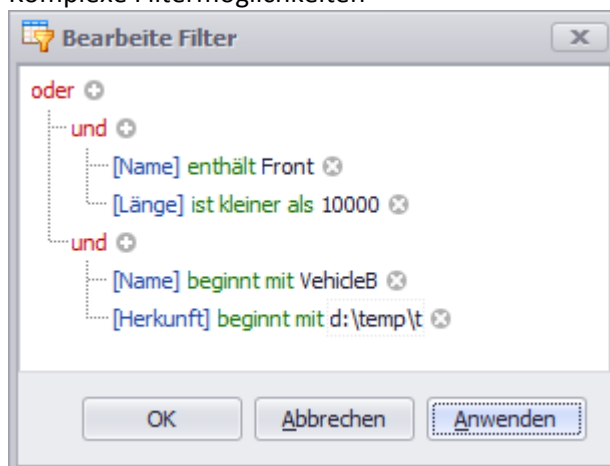 Komplexe Filtermöglichkeiten
Bearbeite Filter
oder
und
[Name] enthält Front
[Länge] ist kleiner als 10000
und
[Name] beginnt mit VehicleB
[Herkunft] beginnt mit d:\temp\t
OK Abbrechen Anwenden